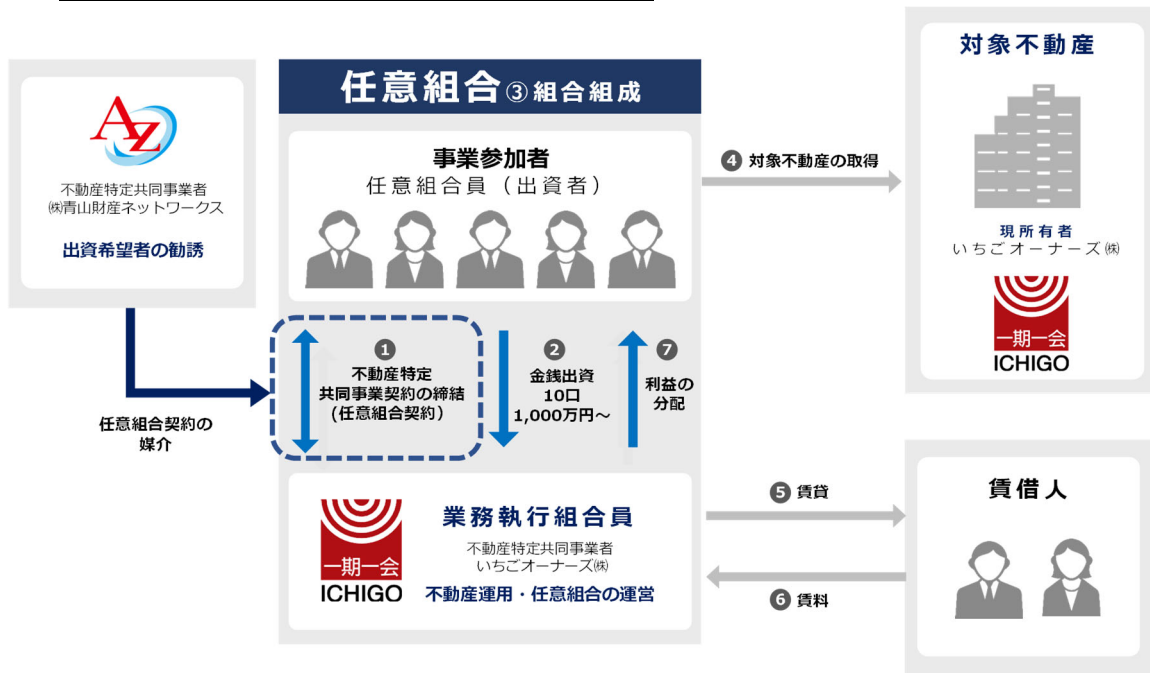 AZ
不動産特定共同事業者
㈱青山財産ネットワークス
出資希望者の勧誘
任意組合契約の
媒介
任意組合③組合組成
事業参加者
任意組合員（出資者）
❶
不動産特定
共同事業契約の締結
(任意組合契約)
❷
金銭出資
10口
1,000万円～
❼
利益の
分配
一期一会
ICHIGO
業務執行組合員
不動産特定共同事業者
いちごオーナーズ㈱
不動産運用・任意組合の運営
❹ 対象不動産の取得
対象不動産
現所有者
いちごオーナーズ㈱
一期一会
ICHIGO
❺ 賃貸
❻ 賃料
賃借人